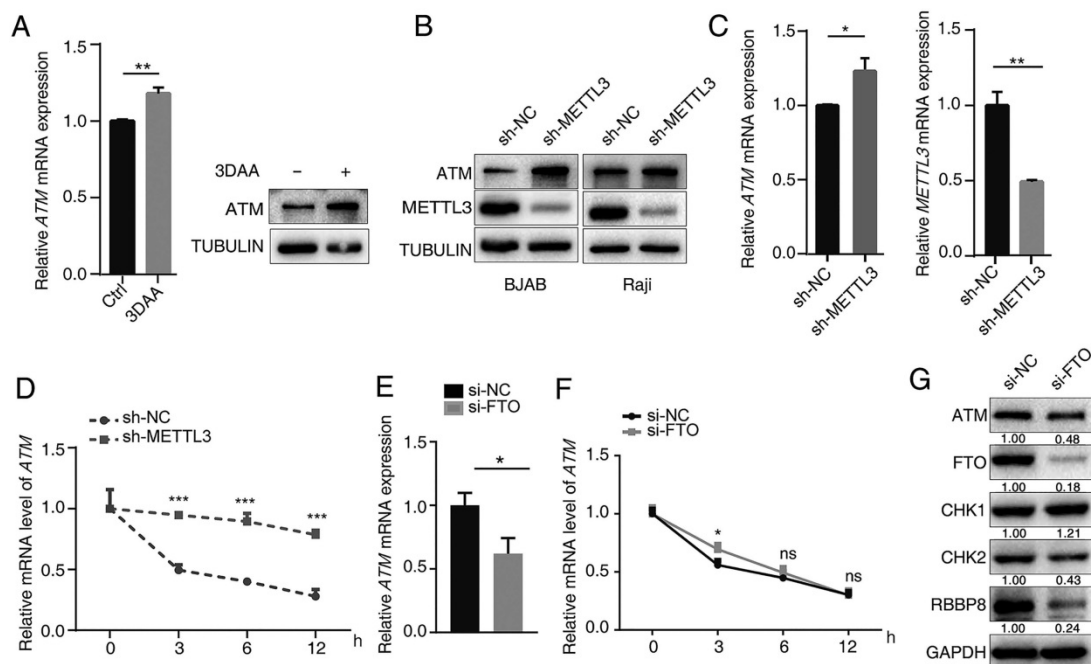 A
Relative ATM mRNA expression
1.5
1.0
0.5
0.0
**
Ctrl
3DAA
3DAA - +
ATM
TUBULIN
B
sh-NC sh-METTL3 sh-NC sh-METTL3
ATM
METTL3
TUBULIN
BJAB Raji
C
Relative ATM mRNA expression
1.5
1.0
0.5
0.0
*
sh-NC
sh-METTL3
Relative METTL3 mRNA expression
1.5
1.0
0.5
0.0
**
sh-NC
sh-METTL3
D
sh-NC
sh-METTL3
Relative mRNA level of ATM
1.5
1.0
0.5
0.0
*** *** ***
0 3 6 12 h
E
si-NC
si-FTO
Relative ATM mRNA expression
1.5
1.0
0.5
0.0
*
F
si-NC
si-FTO
Relative mRNA level of ATM
1.5
1.0
0.5
0.0
* ns ns
0 3 6 12 h
G
si-NC si-FTO
ATM
1.00 0.48
FTO
1.00 0.18
CHK1
1.00 1.21
CHK2
1.00 0.43
RBBP8
1.00 0.24
GAPDH